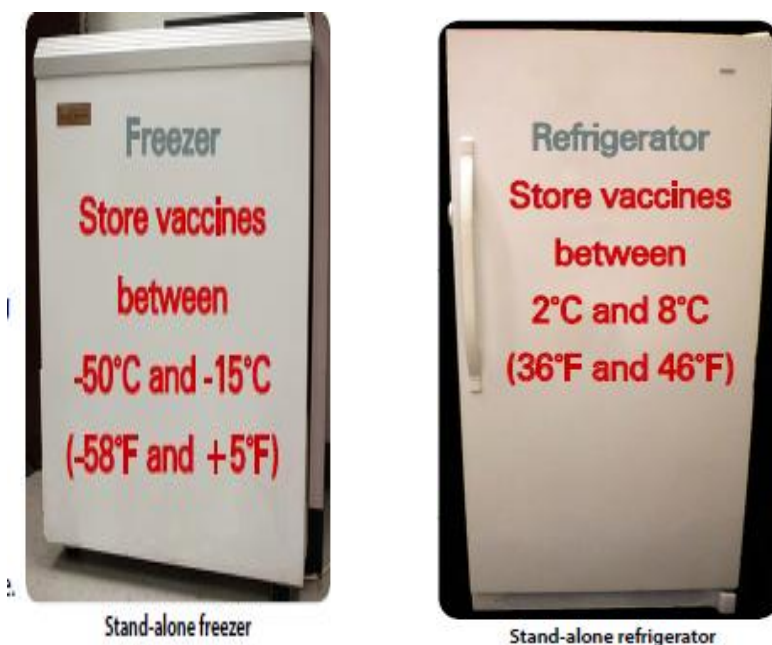 Freezer
Store vaccines
between
-50°C and -15°C
(-58°F and +5°F)
Stand-alone freezer
Refrigerator
Store vaccines
between
2°C and 8°C
(36°F and 46°F)
Stand-alone refrigerator